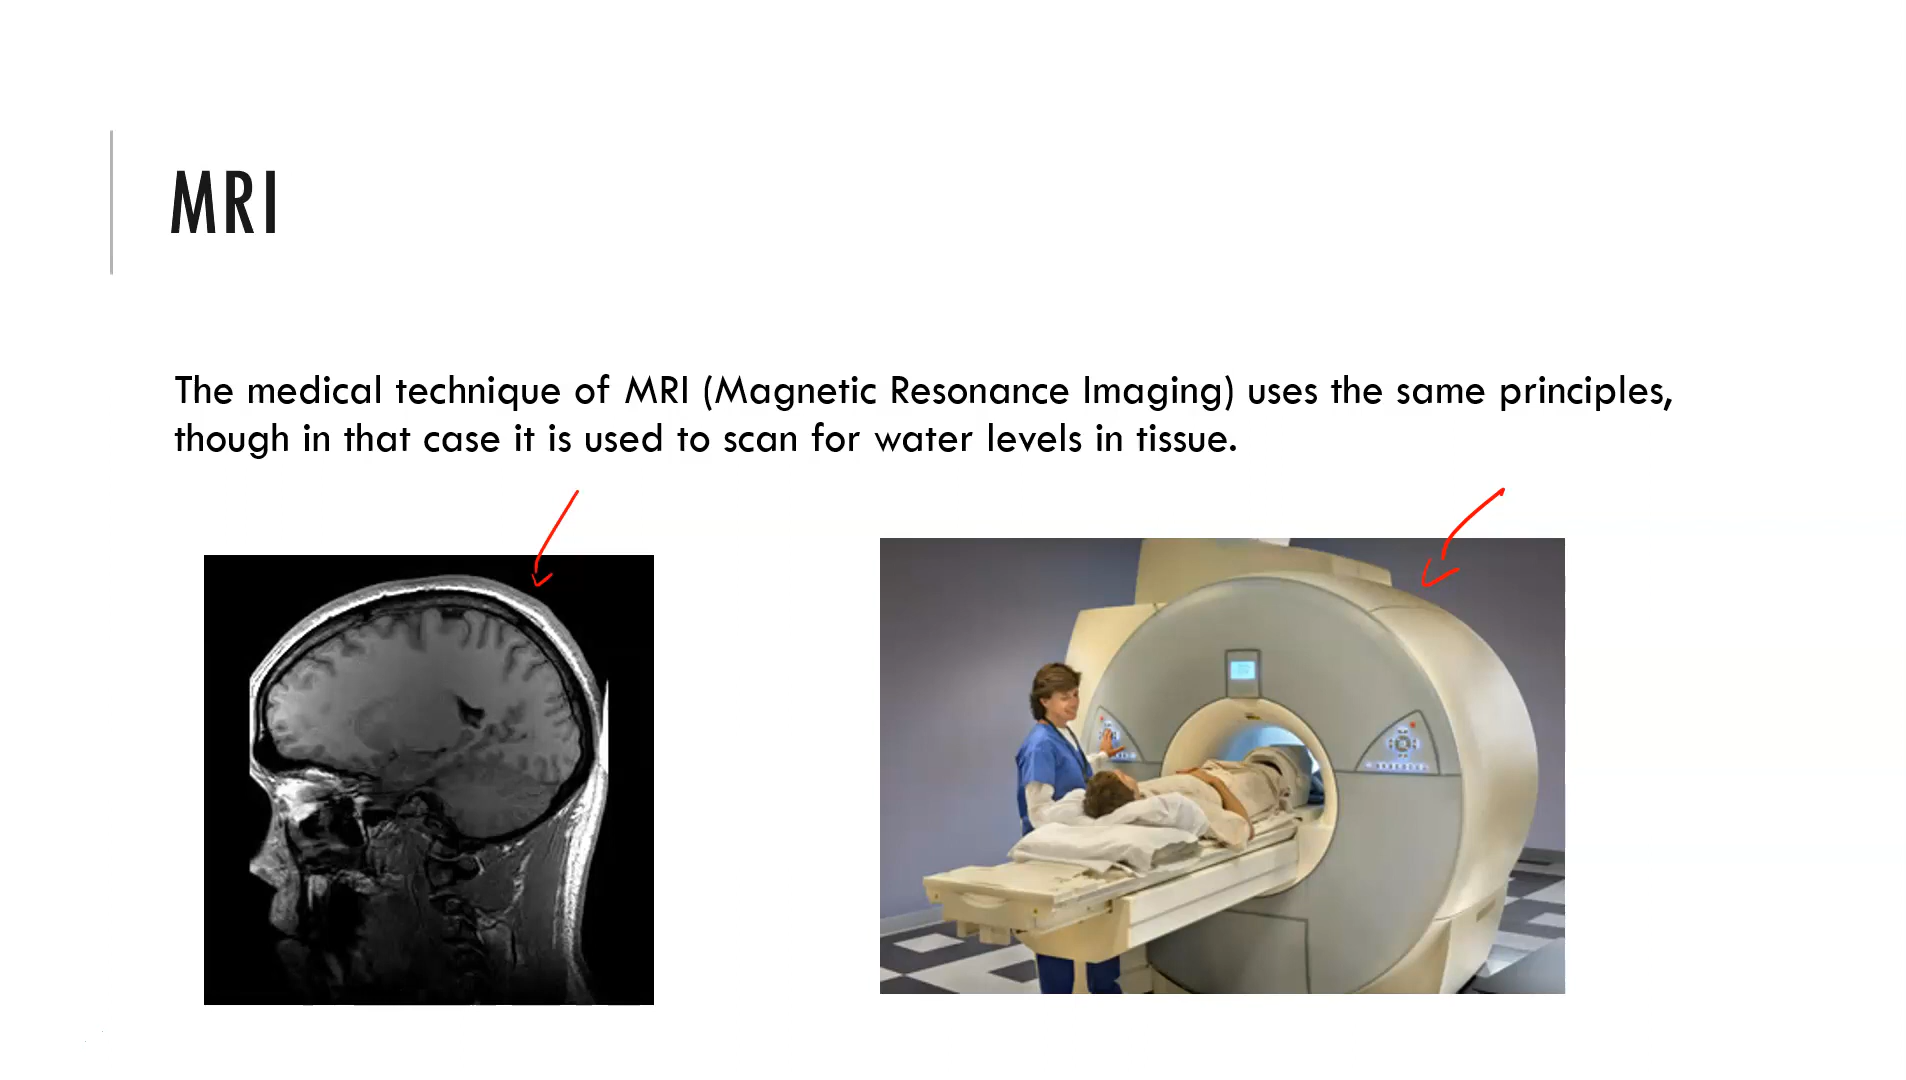 MRI
The medical technique of MRI (Magnetic Resonance Imaging) uses the same principles,
though in that case it is used to scan for water levels in tissue.